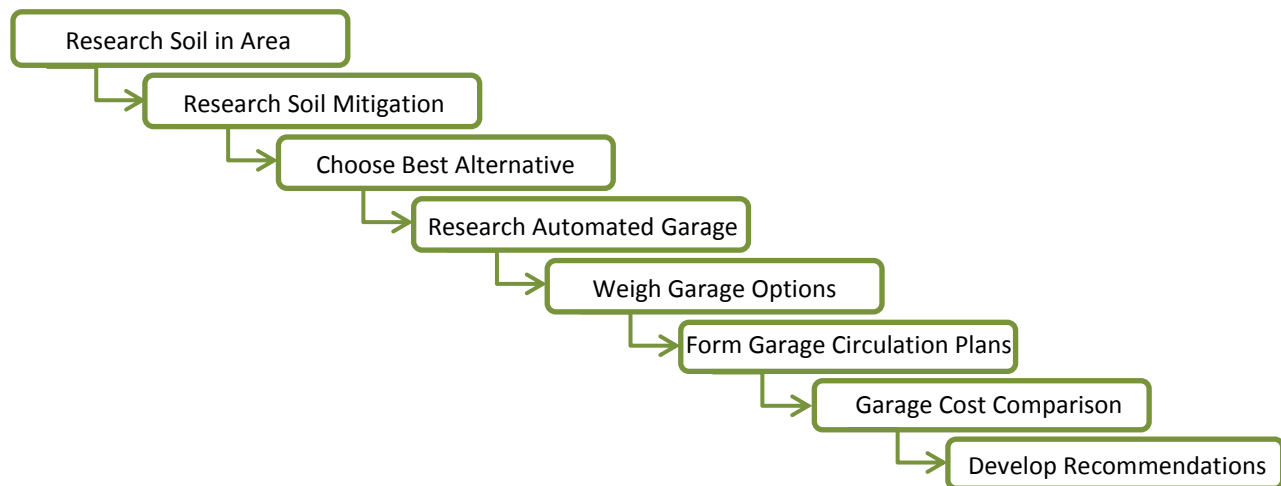 Research Soil in Area
Research Soil Mitigation
Choose Best Alternative
Research Automated Garage
Weigh Garage Options
Form Garage Circulation Plans
Garage Cost Comparison
Develop Recommendations